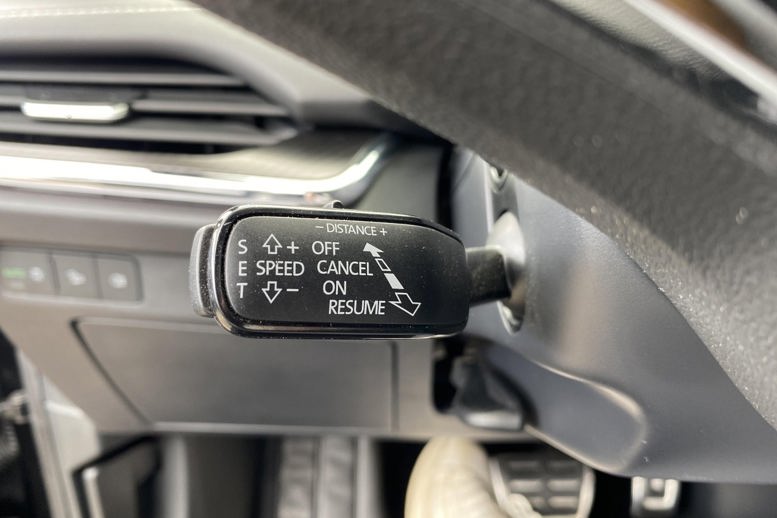 − DISTANCE +
S + OFF
E SPEED CANCEL
T − ON
RESUME